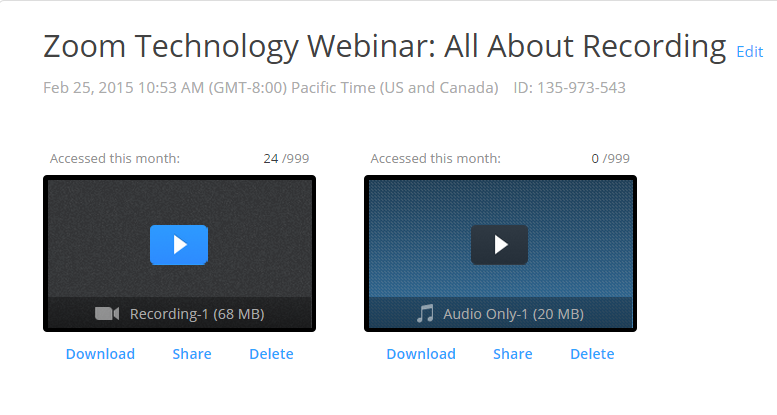 Zoom Technology Webinar: All About Recording Edit
Feb 25, 2015 10:53 AM (GMT-8:00) Pacific Time (US and Canada) ID: 135-973-543
Accessed this month: 24 /999
Recording-1 (68 MB)
Download Share Delete
Accessed this month: 0 /999
Audio Only-1 (20 MB)
Download Share Delete